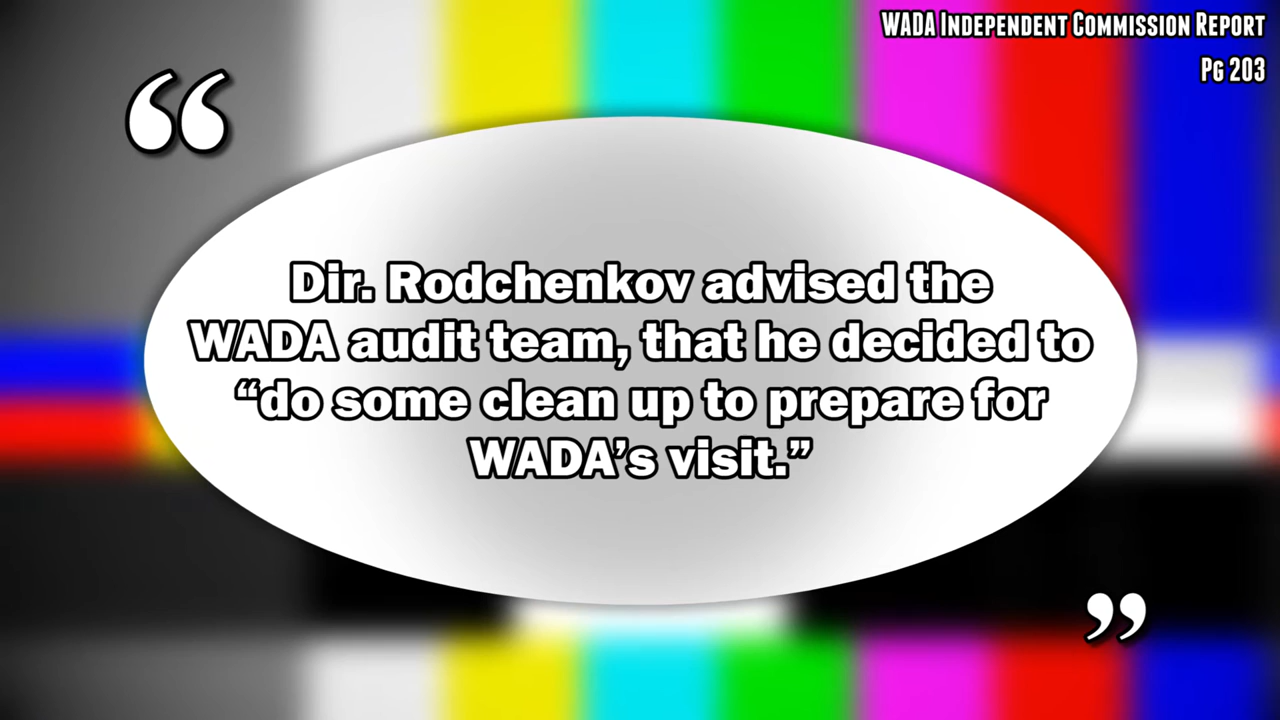 WADA Independent Commission Report
Pg 203
“
Dir. Rodchenkov advised the
WADA audit team, that he decided to
“do some clean up to prepare for
WADA’s visit.”
”